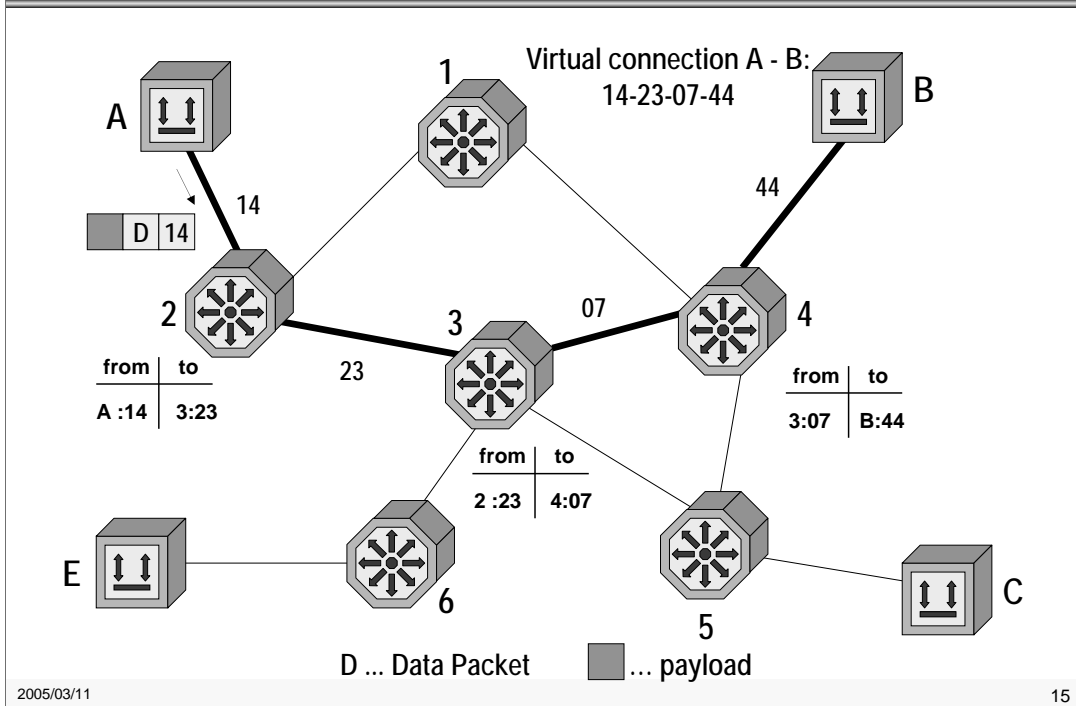 Virtual connection A - B:
14-23-07-44
1
A
B
14
44
D 14
2
3
07
4
23
from to
A :14 3:23
from to
3:07 B:44
from to
2 :23 4:07
E
6
5
C
D ... Data Packet ... payload
2005/03/11 15